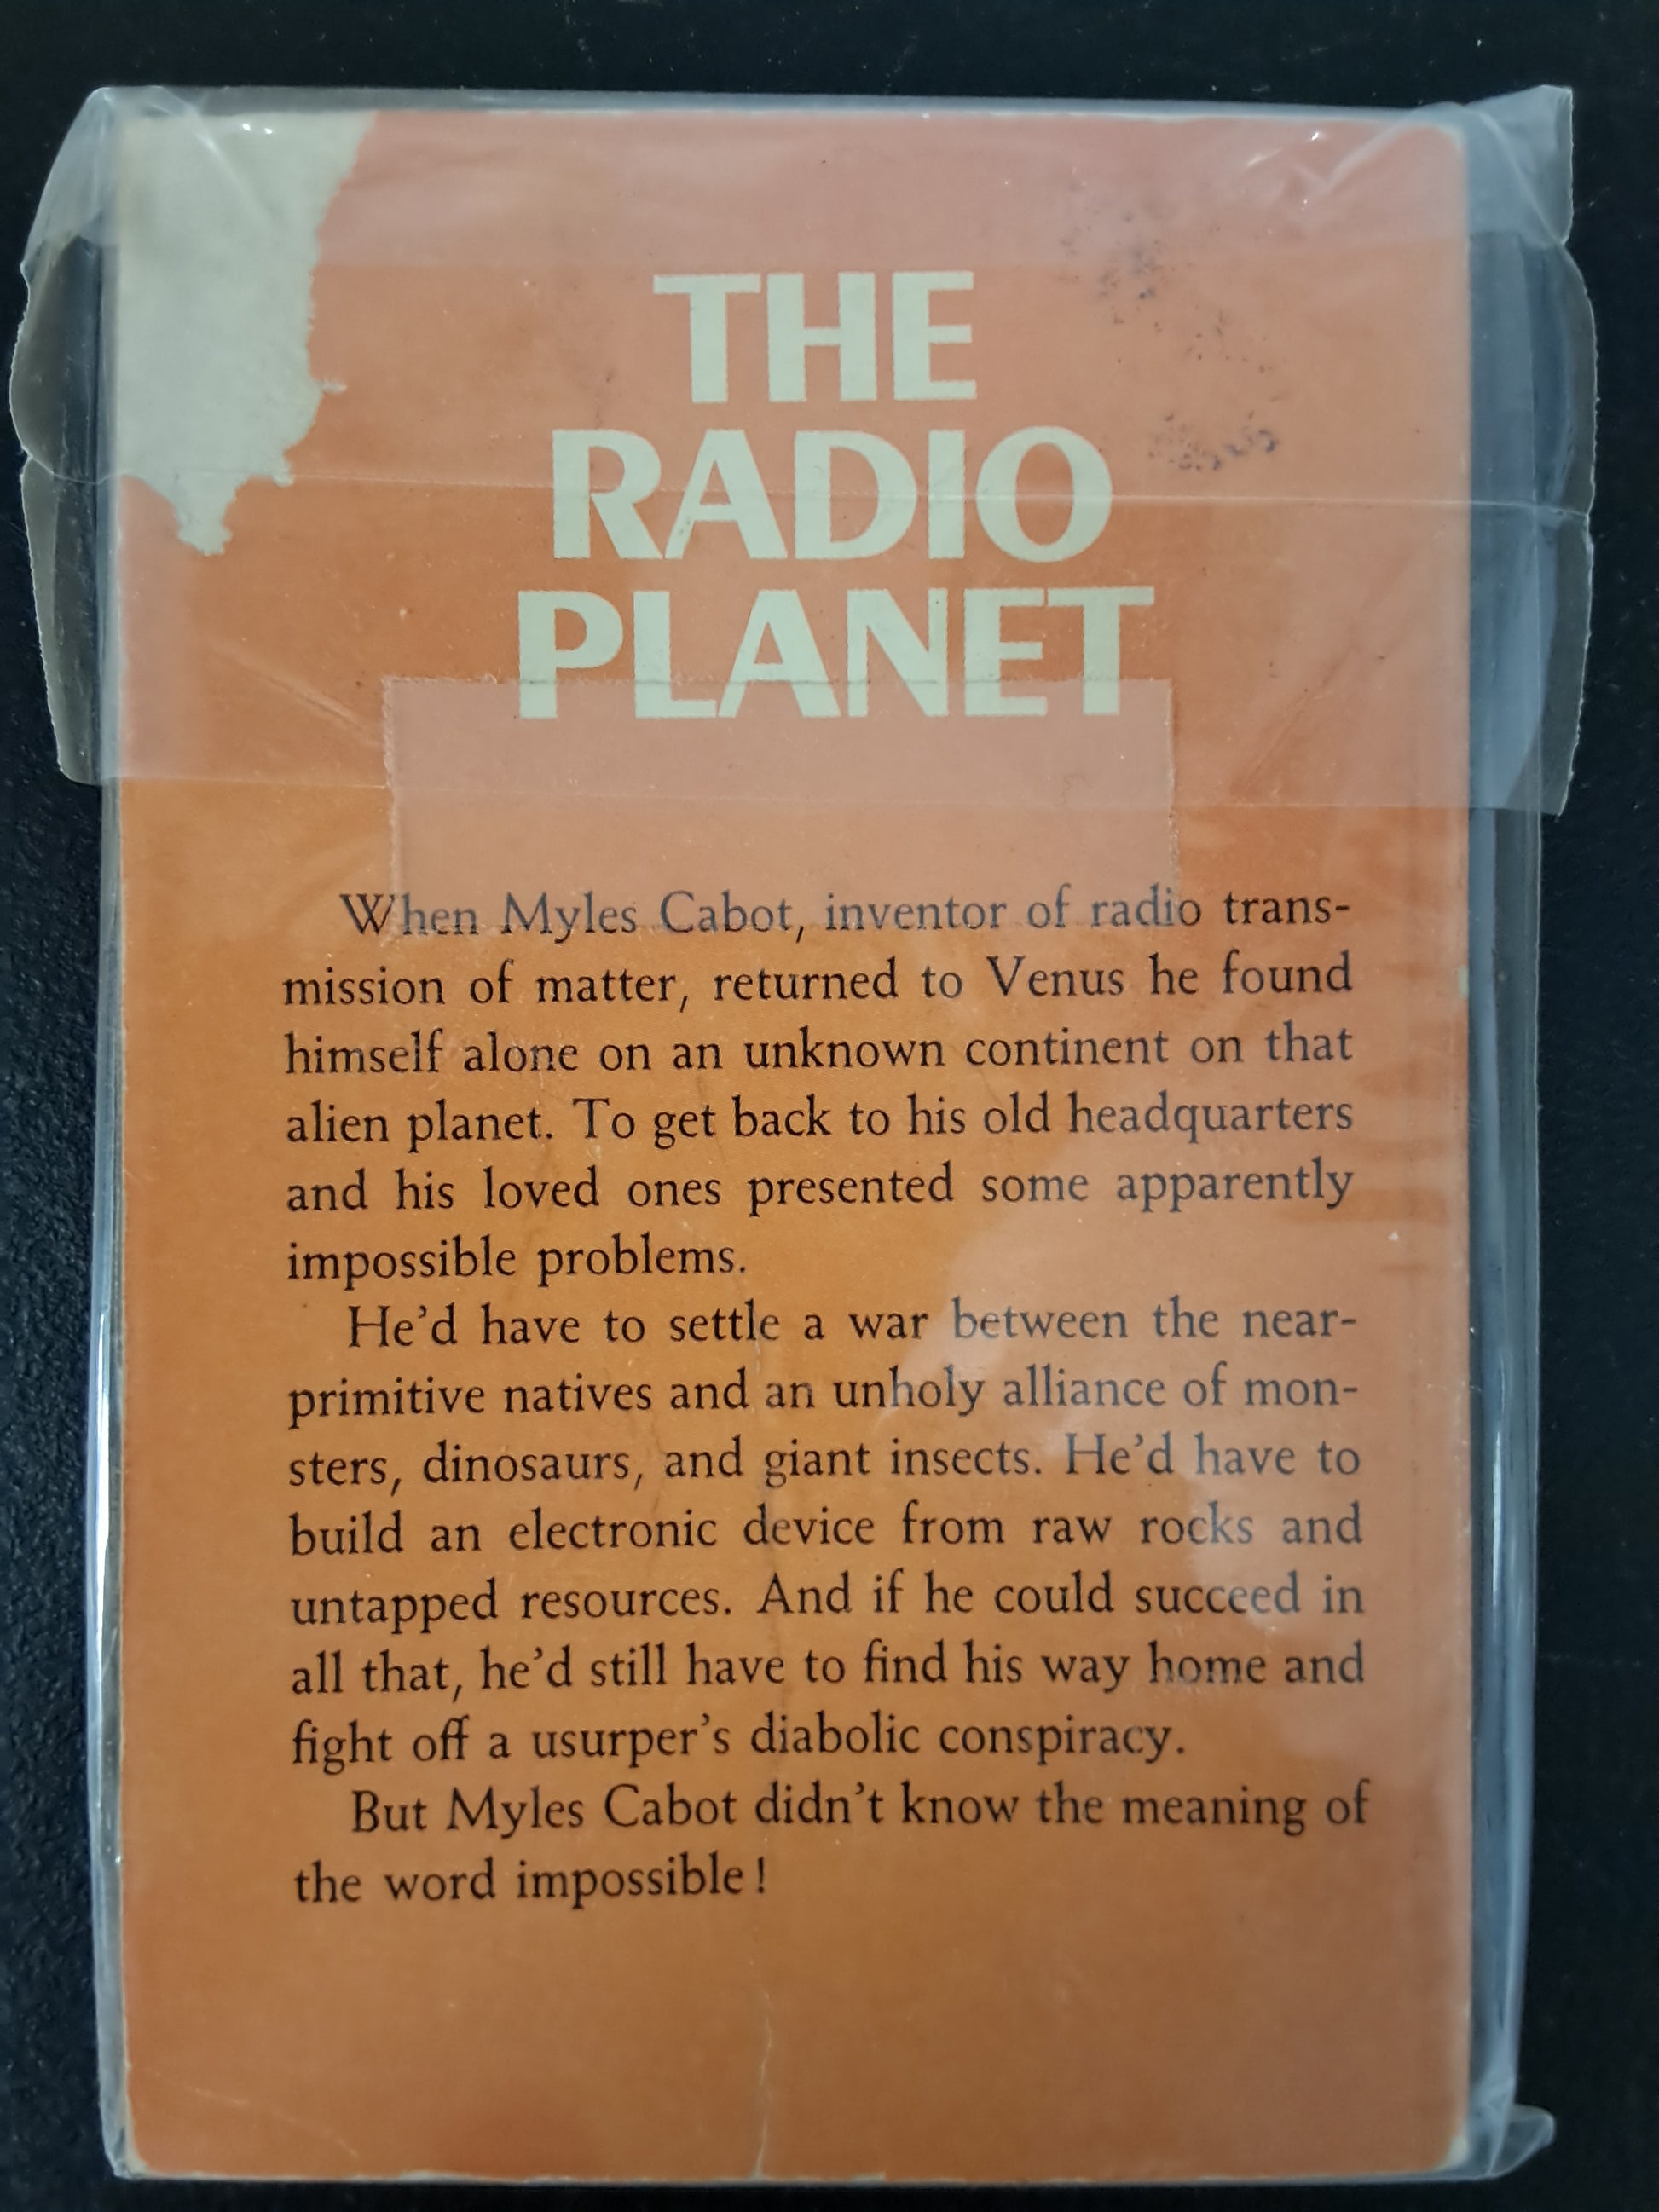 THE
RADIO
PLANET
When Myles Cabot, inventor of radio trans-
mission of matter, returned to Venus he found
himself alone on an unknown continent on that
alien planet. To get back to his old headquarters
and his loved ones presented some apparently
impossible problems.
He'd have to settle a war between the near-
primitive natives and an unholy alliance of mon-
sters, dinosaurs, and giant insects. He'd have to
build an electronic device from raw rocks and
untapped resources. And if he could succeed in
all that, he'd still have to find his way home and
fight off a usurper's diabolic conspiracy.
But Myles Cabot didn't know the meaning of
the word impossible!